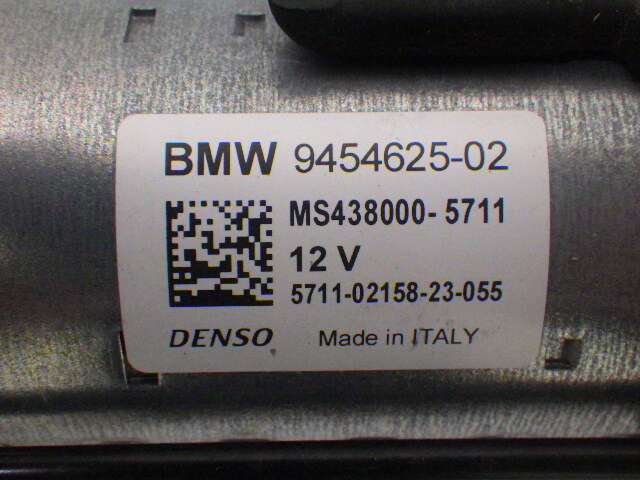 BMW 9454625-02
MS438000-5711
12 V
5711-02158-23-055
DENSO Made in ITALY